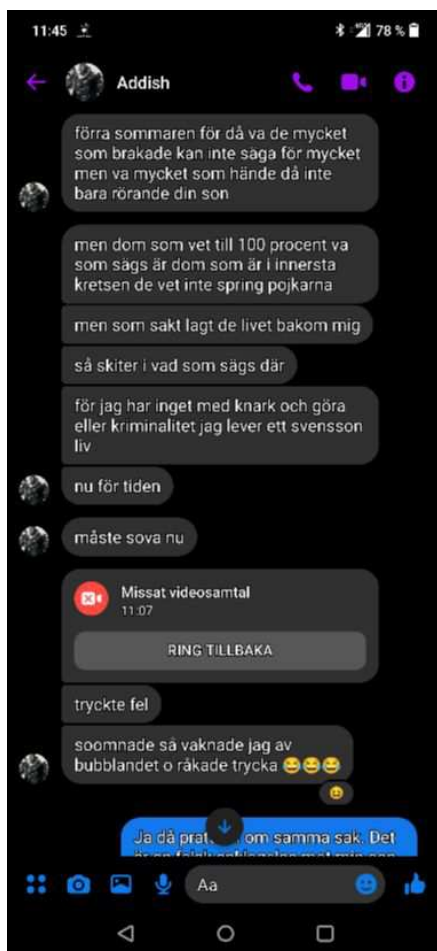 11:45
78 %
Addish
förra sommaren för då va de mycket
som brakade kan inte säga för mycket
men va mycket som hände då inte
bara rörande din son
men dom som vet till 100 procent va
som sägs är dom som är i innersta
kretsen de vet inte spring pojkarna
men som sakt lagt de livet bakom mig
så skiter i vad som sägs där
för jag har inget med knark och göra
eller kriminalitet jag lever ett svensson
liv
nu för tiden
måste sova nu
Missat videosamtal
11:07
RING TILLBAKA
tryckte fel
soomnade så vaknade jag av
bubblandet o råkade trycka 😂😂😂
Ja då om samma sak. Det
Aa